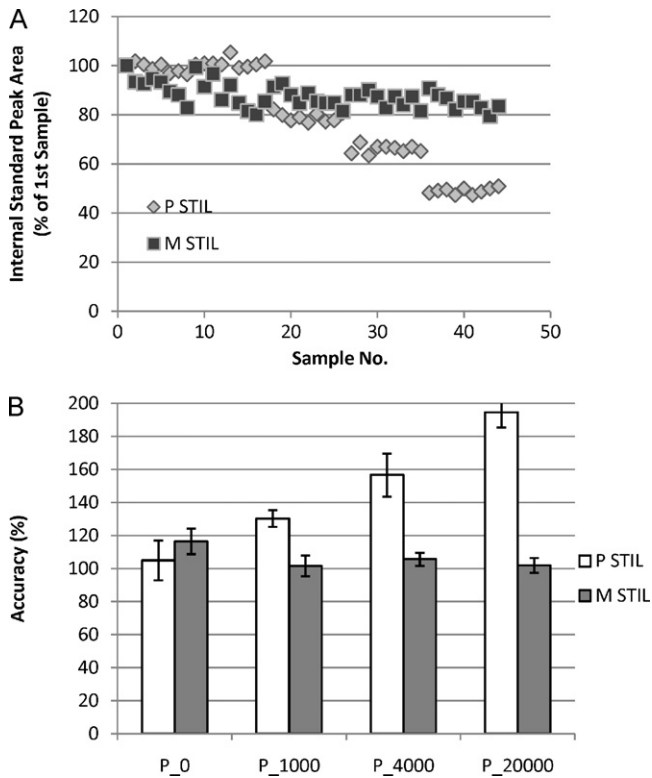 A
Internal Standard Peak Area
(% of 1st Sample)
120
100
80
60
40
20
0
P STIL
M STIL
0 10 20 30 40 50
Sample No.
B
Accuracy (%)
200
180
160
140
120
100
80
60
40
20
0
P STIL
M STIL
P_0 P_1000 P_4000 P_20000